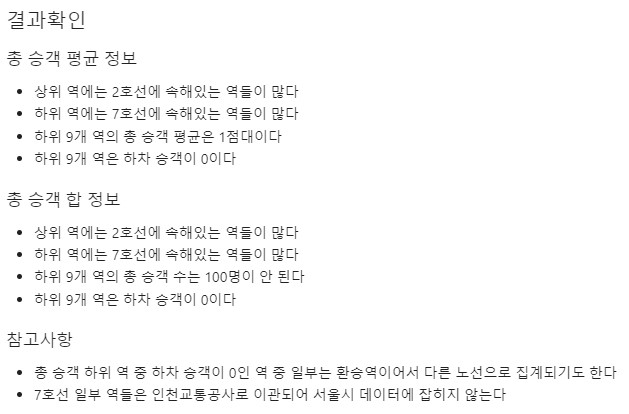 결과확인
총 승객 평균 정보
• 상위 역에는 2호선에 속해있는 역들이 많다
• 하위 역에는 7호선에 속해있는 역들이 많다
• 하위 9개 역의 총 승객 평균은 1점대이다
• 하위 9개 역은 하차 승객이 0이다
총 승객 합 정보
• 상위 역에는 2호선에 속해있는 역들이 많다
• 하위 역에는 7호선에 속해있는 역들이 많다
• 하위 9개 역의 총 승객 수는 100명이 안 된다
• 하위 9개 역은 하차 승객이 0이다
참고사항
• 총 승객 하위 역 중 하차 승객이 0인 역 중 일부는 환승역이어서 다른 노선으로 집계되기도 한다
• 7호선 일부 역들은 인천교통공사로 이관되어 서울시 데이터에 잡히지 않는다